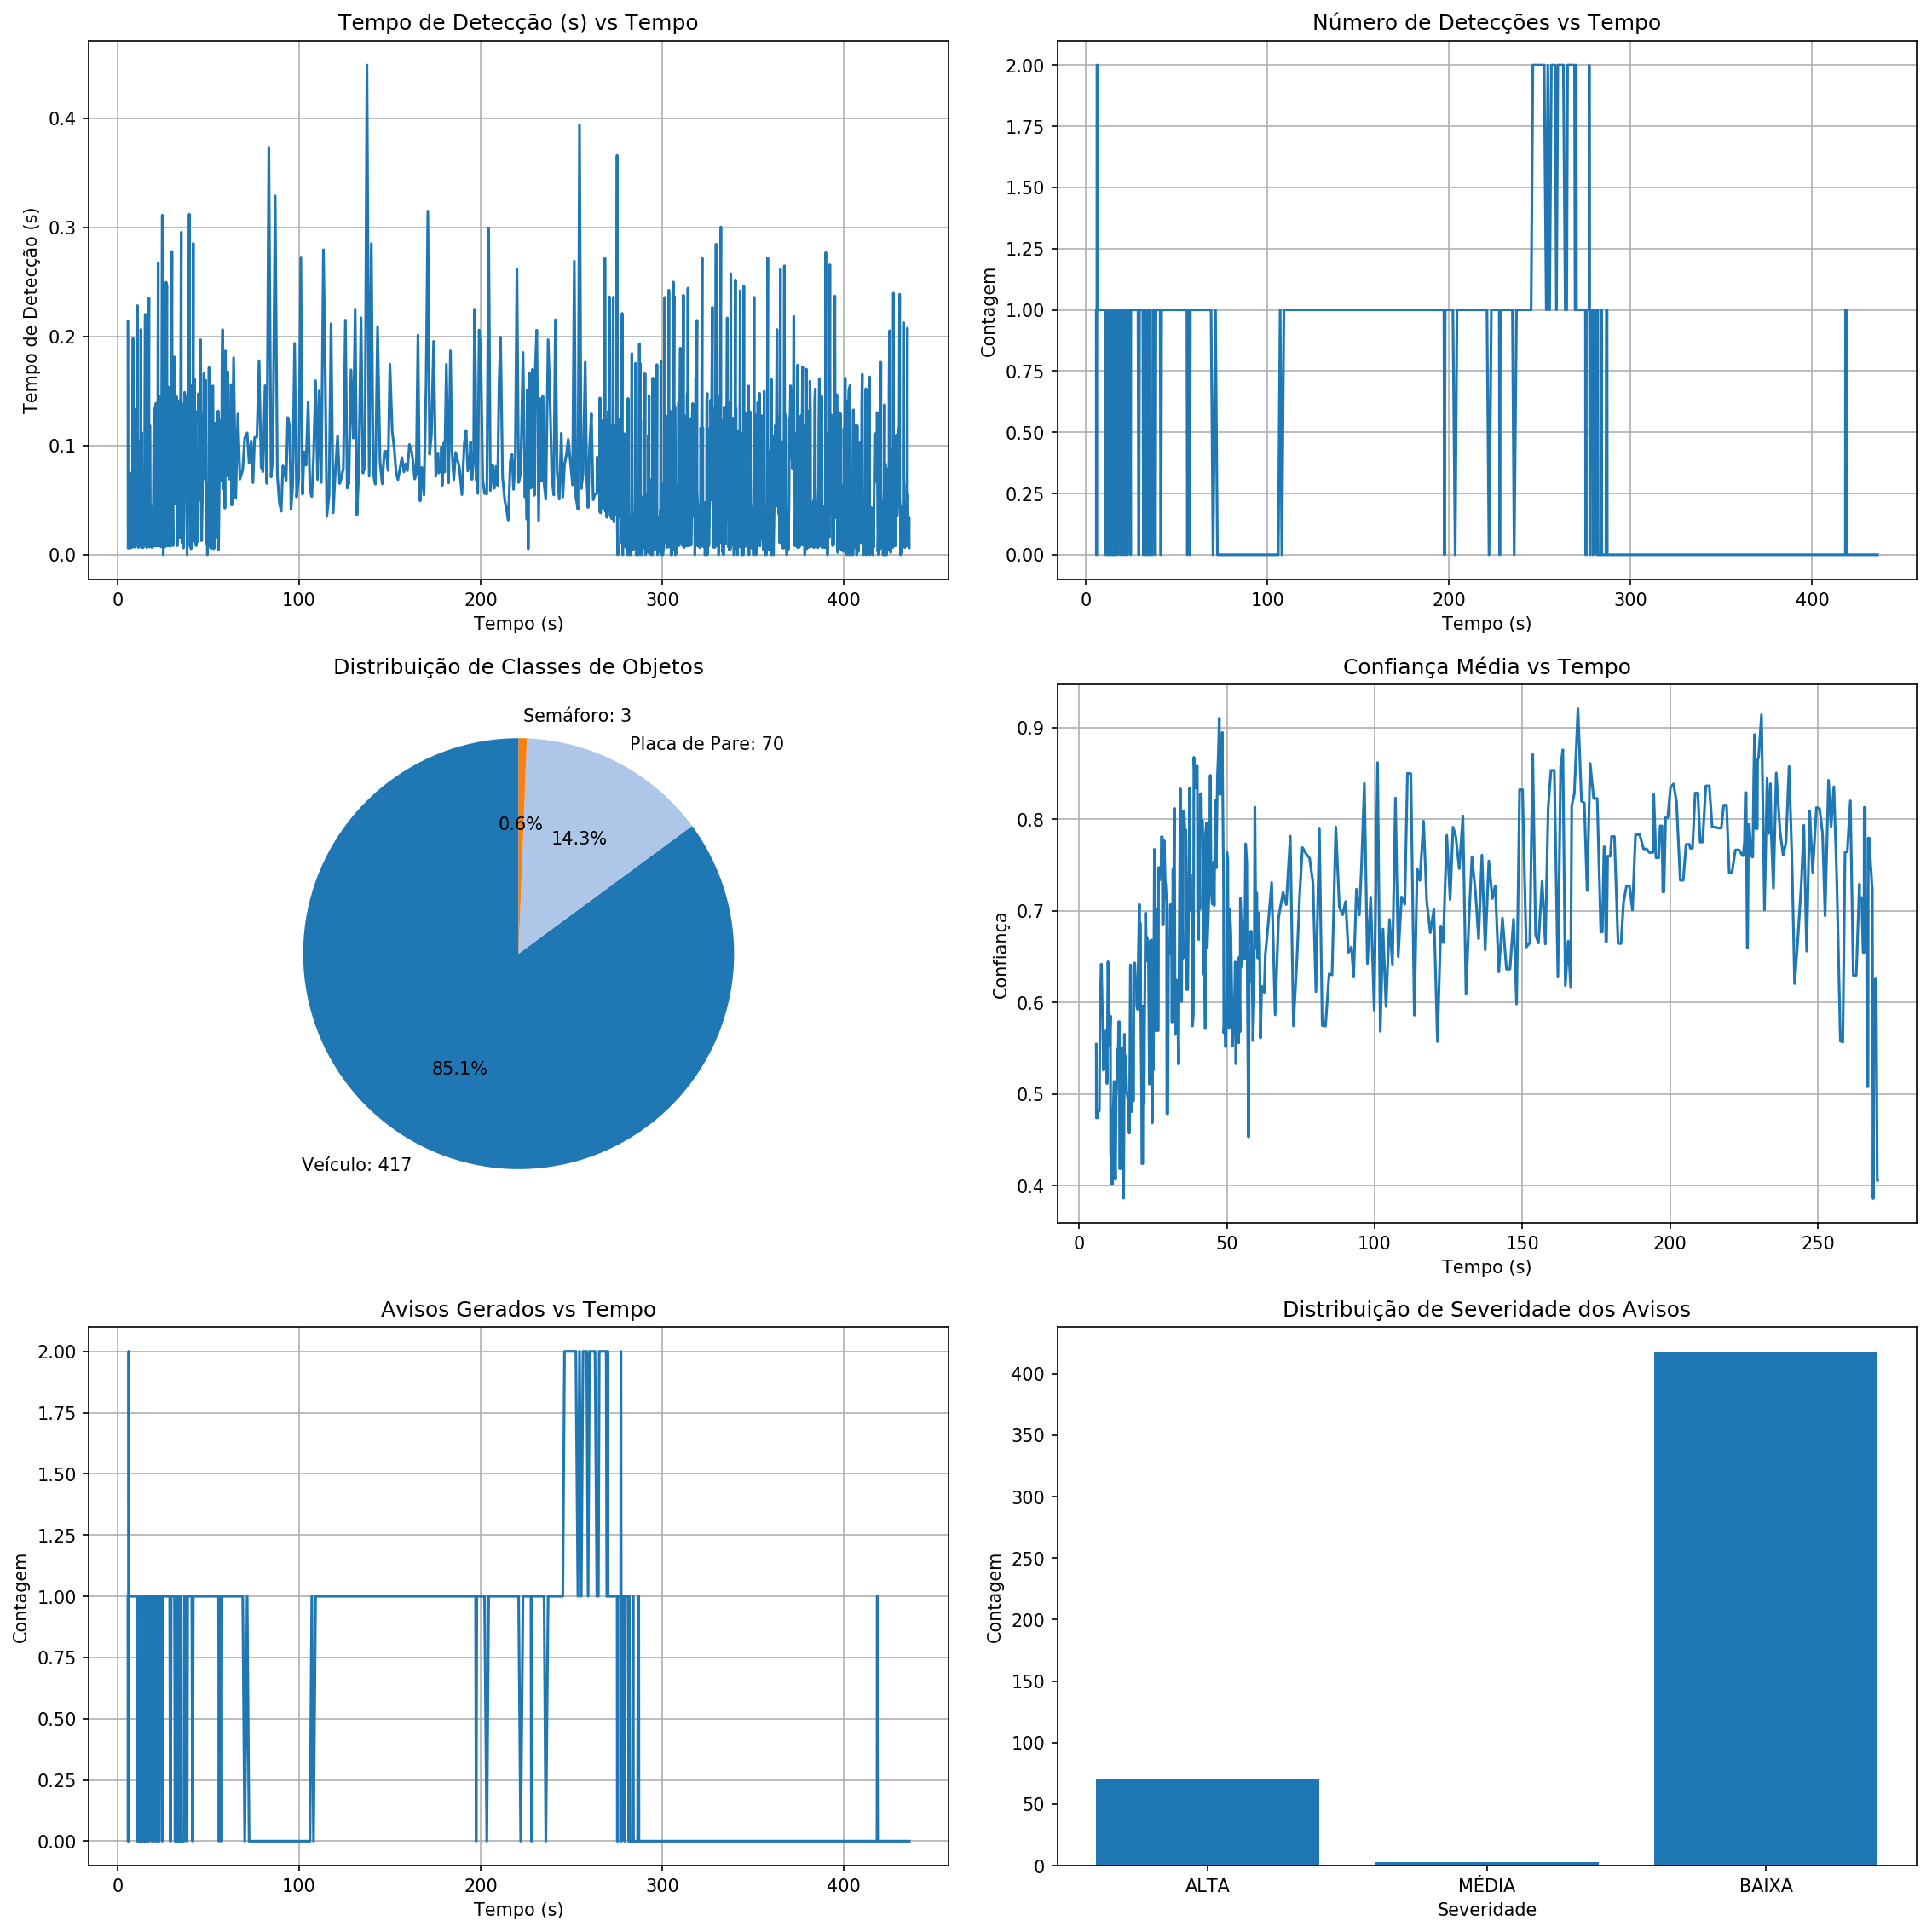 Tempo de Detecção (s) vs Tempo
Tempo de Detecção (s)
0.4
0.3
0.2
0.1
0.0
0 100 200 300 400
Tempo (s)
Número de Detecções vs Tempo
Contagem
2.00
1.75
1.50
1.25
1.00
0.75
0.50
0.25
0.00
0 100 200 300 400
Tempo (s)
Distribuição de Classes de Objetos
Semáforo: 3
Placa de Pare: 70
0.6%
14.3%
85.1%
Veículo: 417
Confiança Média vs Tempo
Confiança
0.9
0.8
0.7
0.6
0.5
0.4
0 50 100 150 200 250
Tempo (s)
Avisos Gerados vs Tempo
Contagem
2.00
1.75
1.50
1.25
1.00
0.75
0.50
0.25
0.00
0 100 200 300 400
Tempo (s)
Distribuição de Severidade dos Avisos
Contagem
400
350
300
250
200
150
100
50
0
ALTA MÉDIA BAIXA
Severidade